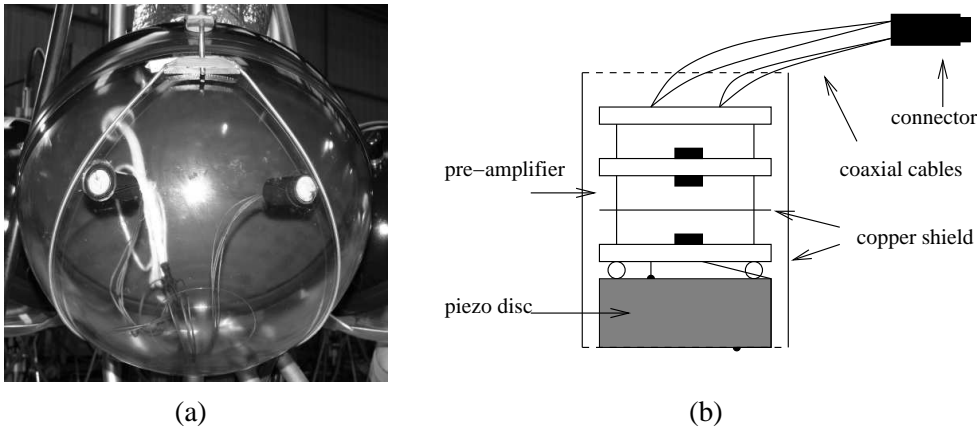 connector
coaxial cables
pre−amplifier
copper shield
piezo disc
(a)
(b)